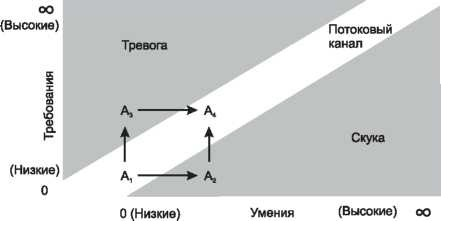 ∞
(Высокие)
Тревога
Потоковый
канал
Требования
A₃
A₄
Скука
(Низкие)
A₁
A₂
0
0 (Низкие)
Умения
(Высокие)
∞